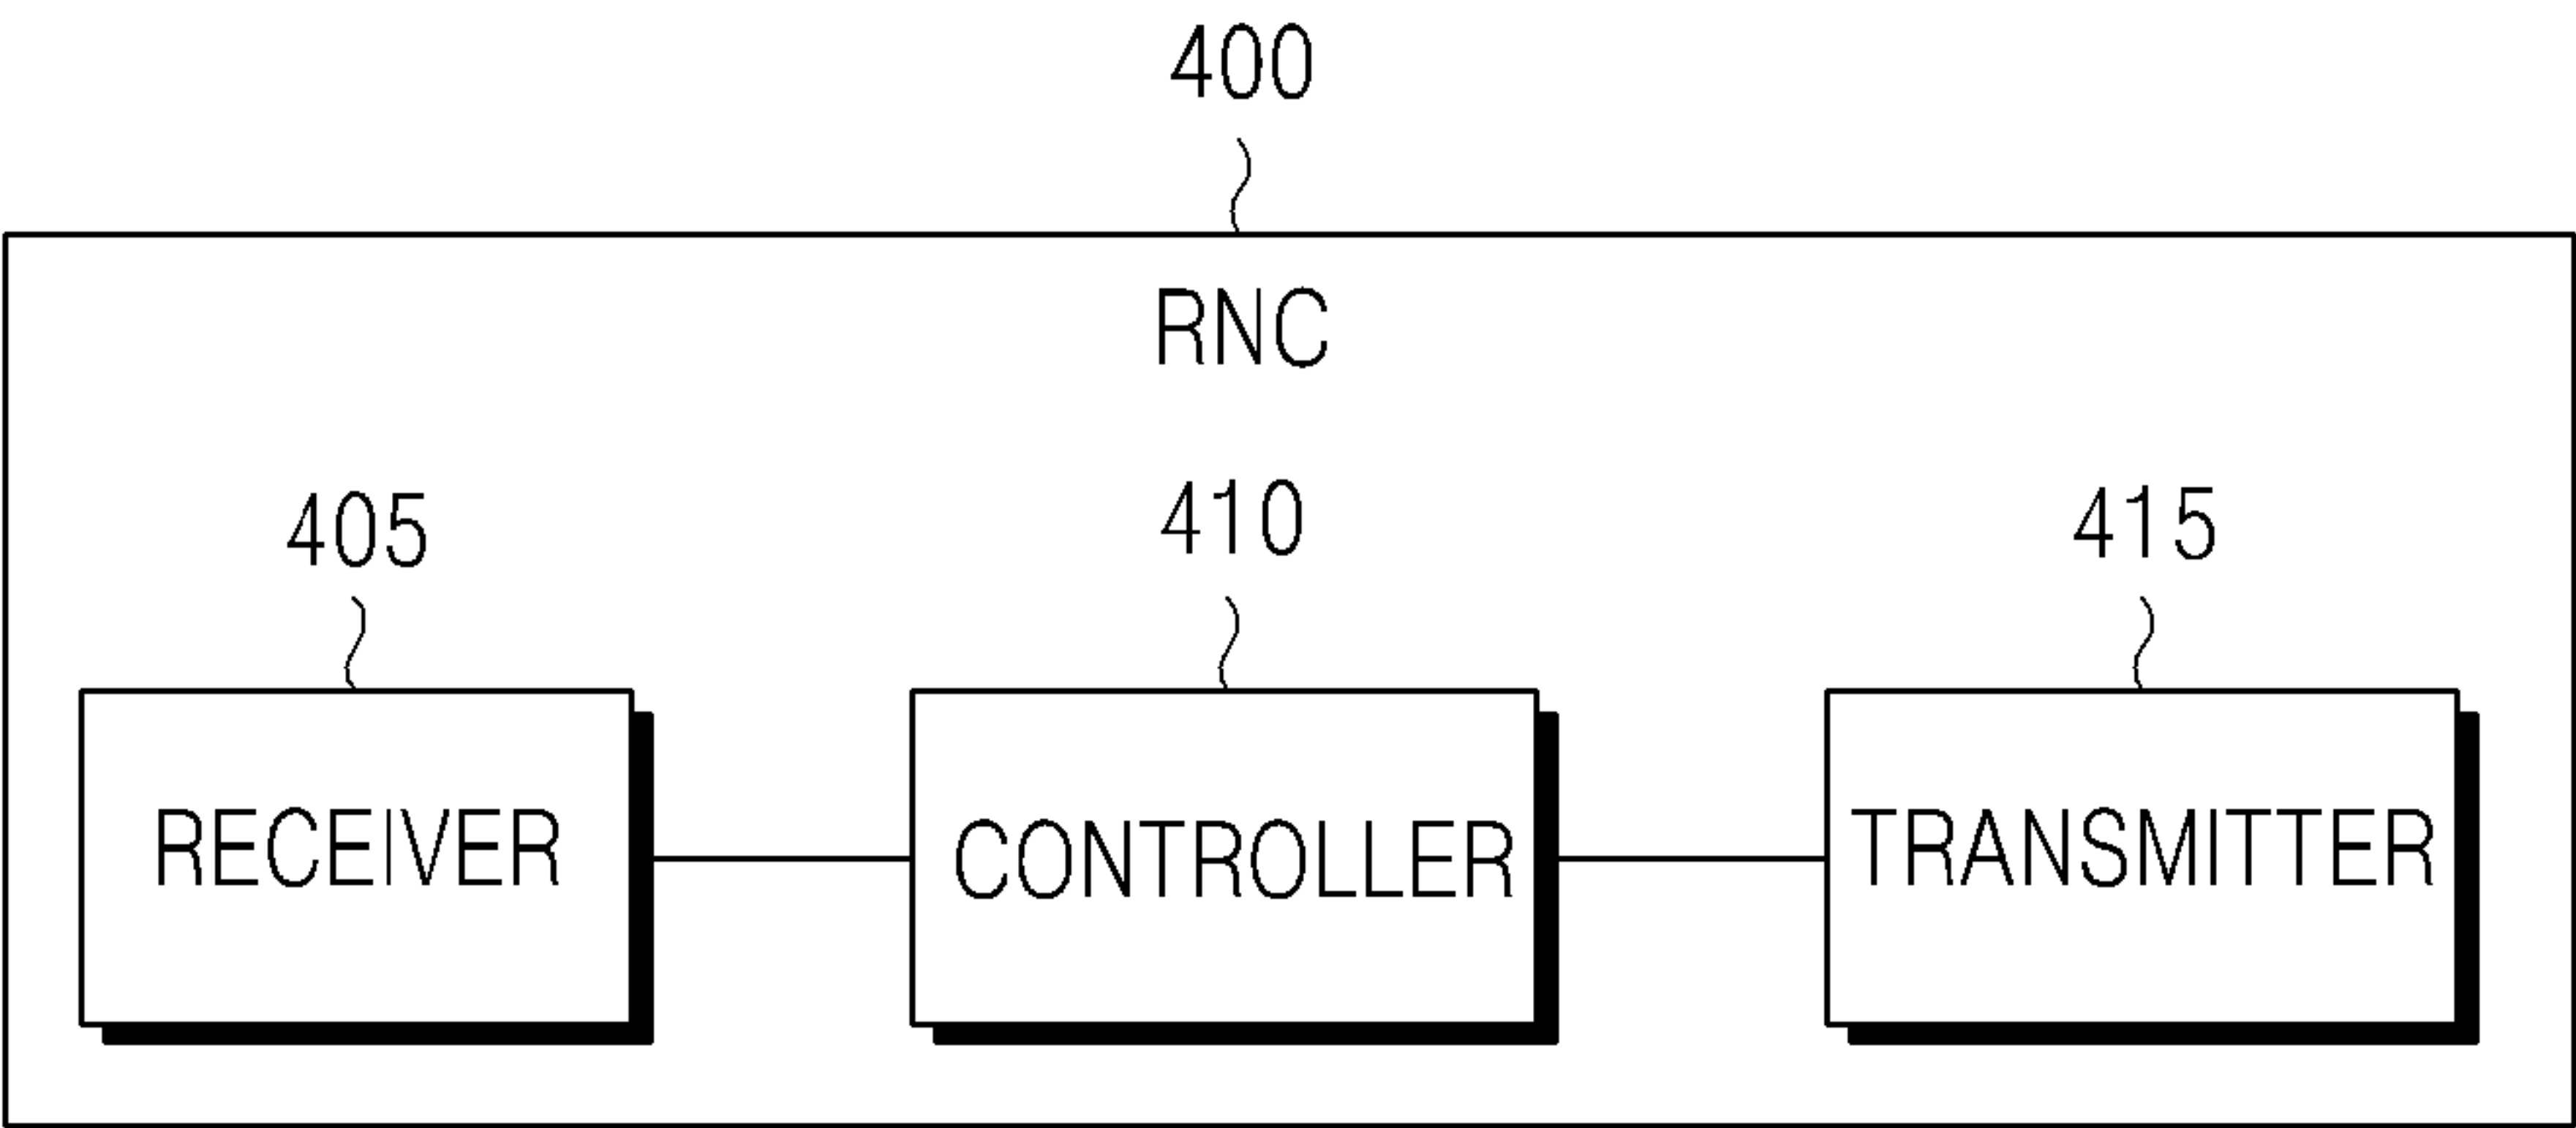 400
RNC
405
410
415
RECEIVER
CONTROLLER
TRANSMITTER